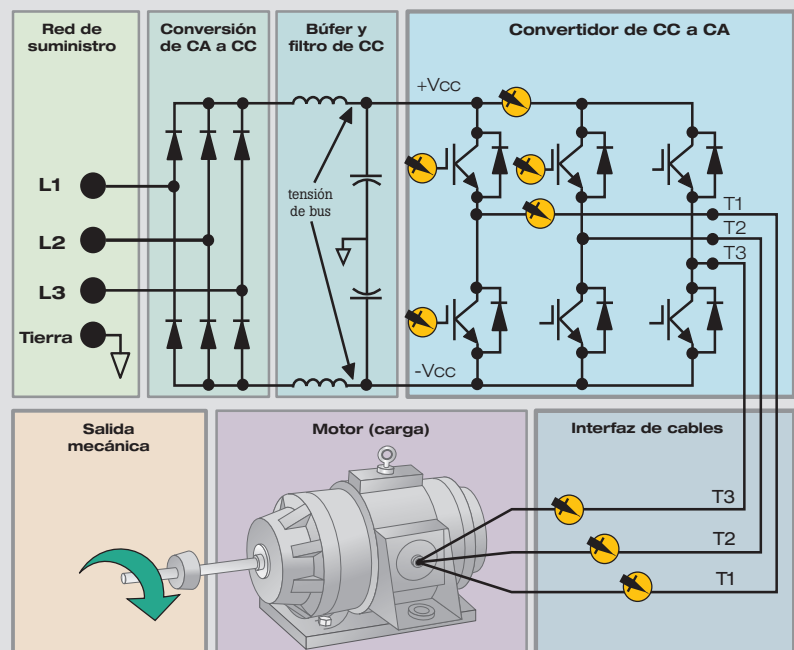 Red de
suministro
Conversión
de CA a CC
Búfer y
filtro de CC
Convertidor de CC a CA
+Vcc
L1
L2
L3
Tierra
tensión
de bus
T1
T2
T3
-Vcc
Salida
mecánica
Motor (carga)
Interfaz de cables
T3
T2
T1